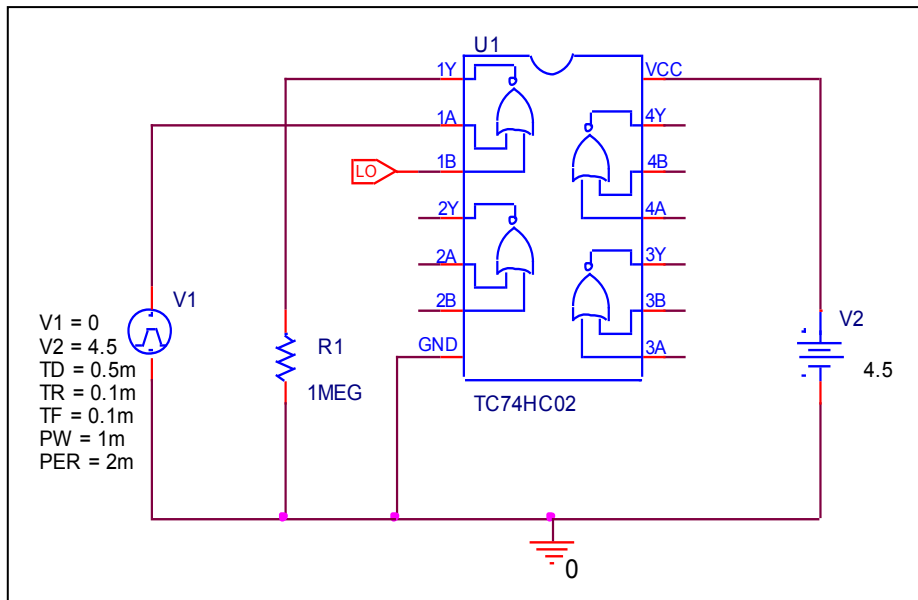 U1
1Y
VCC
1A
4Y
LO
1B
4B
2Y
4A
2A
3Y
2B
3B
GND
3A
TC74HC02
V1
V1 = 0
V2 = 4.5
TD = 0.5m
TR = 0.1m
TF = 0.1m
PW = 1m
PER = 2m
R1
1MEG
V2
4.5
0